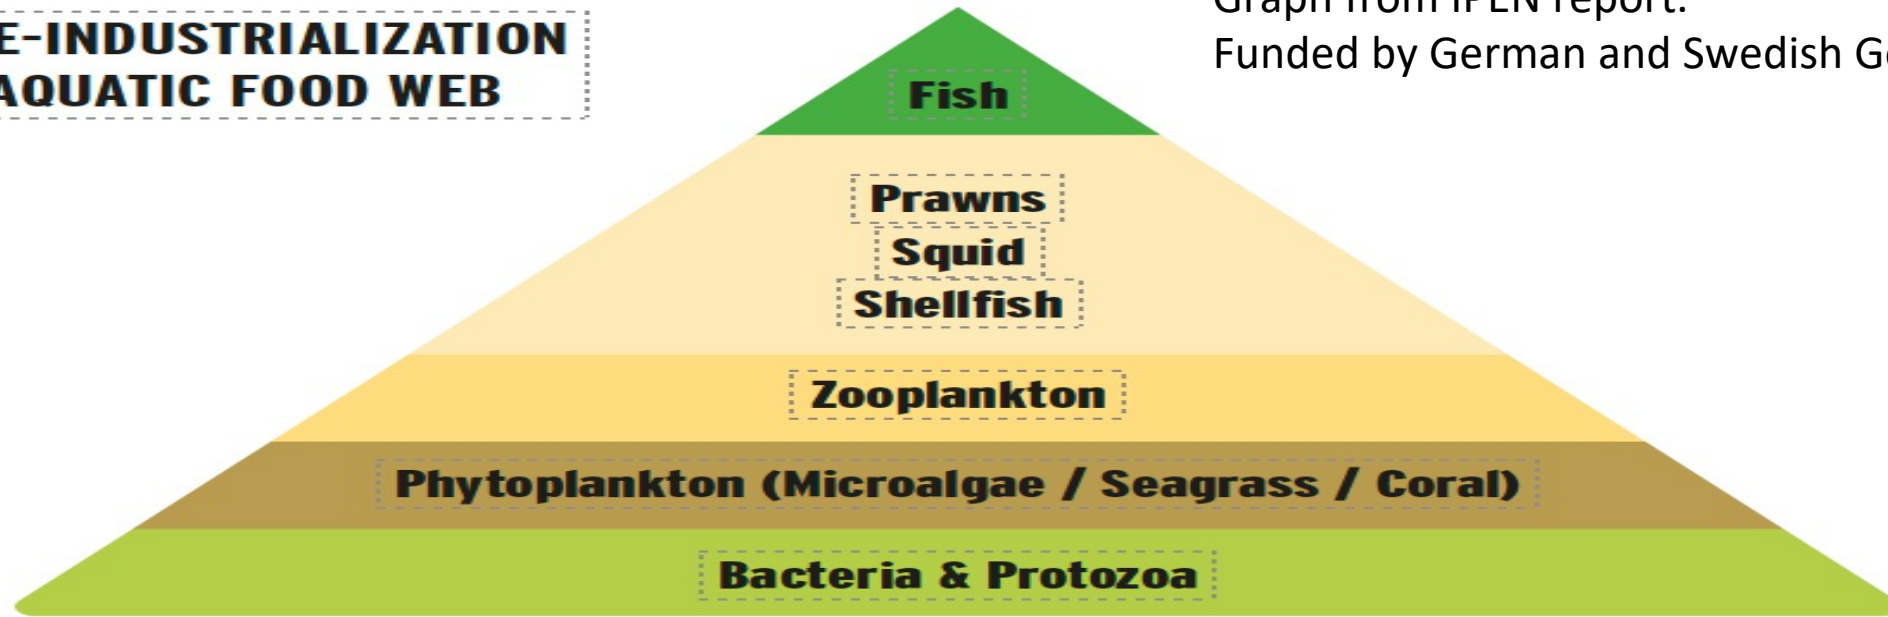 E-INDUSTRIALIZATION
AQUATIC FOOD WEB
Graph from IPEN report.
Funded by German and Swedish G
Fish
Prawns
Squid
Shellfish
Zooplankton
Phytoplankton (Microalgae / Seagrass / Coral)
Bacteria & Protozoa